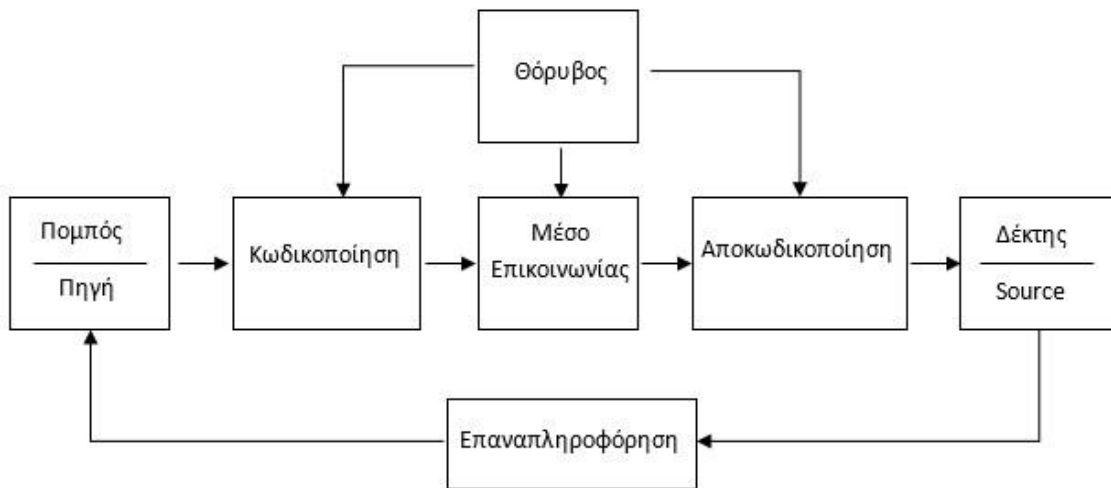 Θόρυβος
Πομπός
Πηγή
Κωδικοποίηση
Μέσο
Επικοινωνίας
Αποκωδικοποίηση
Δέκτης
Source
Επαναπληροφόρηση